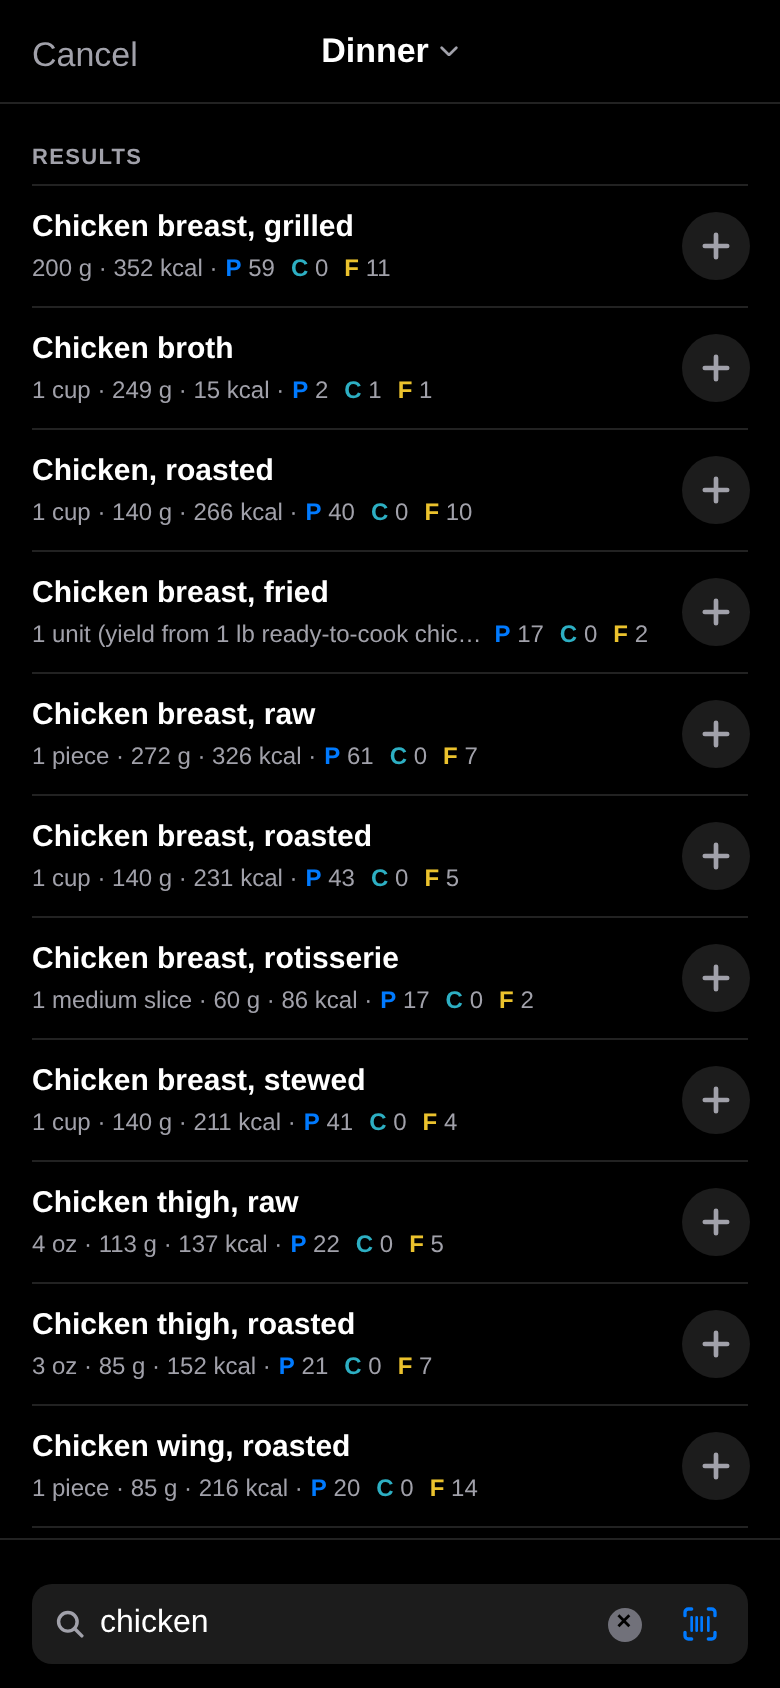 Cancel
Dinner
RESULTS
Chicken breast, grilled
200 g · 352 kcal · P 59 C 0 F 11
Chicken broth
1 cup · 249 g · 15 kcal · P 2 C 1 F 1
Chicken, roasted
1 cup · 140 g · 266 kcal · P 40 C 0 F 10
Chicken breast, fried
1 unit (yield from 1 lb ready-to-cook chic… P 17 C 0 F 2
Chicken breast, raw
1 piece · 272 g · 326 kcal · P 61 C 0 F 7
Chicken breast, roasted
1 cup · 140 g · 231 kcal · P 43 C 0 F 5
Chicken breast, rotisserie
1 medium slice · 60 g · 86 kcal · P 17 C 0 F 2
Chicken breast, stewed
1 cup · 140 g · 211 kcal · P 41 C 0 F 4
Chicken thigh, raw
4 oz · 113 g · 137 kcal · P 22 C 0 F 5
Chicken thigh, roasted
3 oz · 85 g · 152 kcal · P 21 C 0 F 7
Chicken wing, roasted
1 piece · 85 g · 216 kcal · P 20 C 0 F 14
chicken